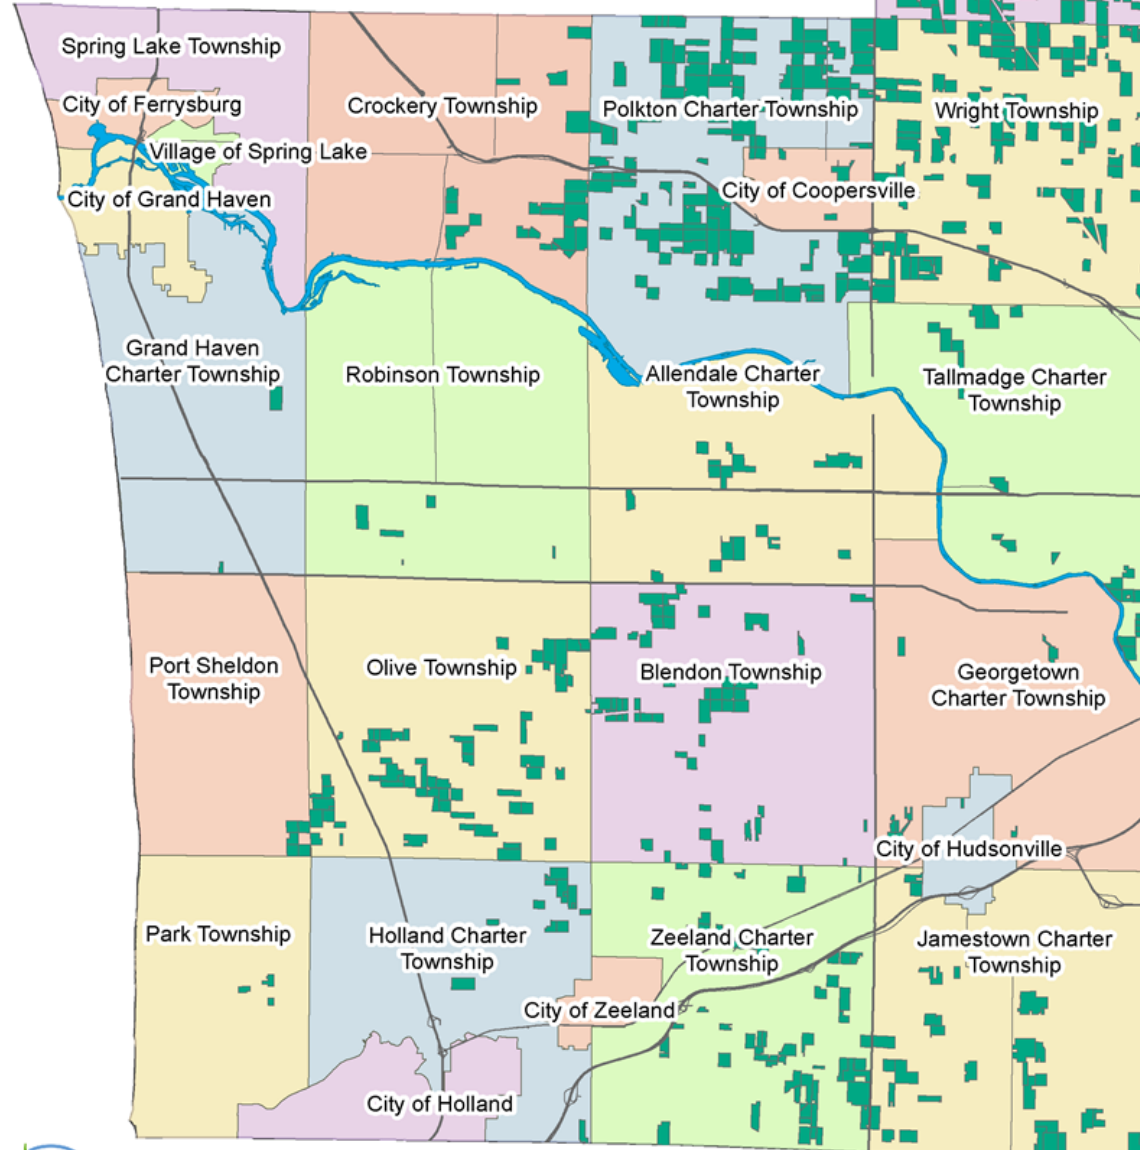 Spring Lake Township
City of Ferrysburg
Crockery Township
Polkton Charter Township
Wright Township
Village of Spring Lake
City of Grand Haven
City of Coopersville
Grand Haven
Charter Township
Robinson Township
Allendale Charter
Township
Tallmadge Charter
Township
Port Sheldon
Township
Olive Township
Blendon Township
Georgetown
Charter Township
City of Hudsonville
Park Township
Holland Charter
Township
Zeeland Charter
Township
Jamestown Charter
Township
City of Zeeland
City of Holland